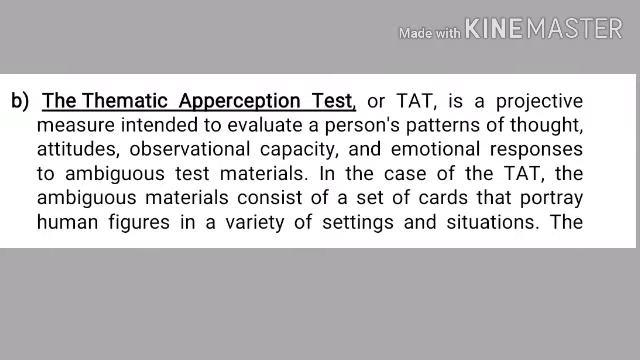 Made with KINEMASTER
b) The Thematic Apperception Test, or TAT, is a projective
measure intended to evaluate a person's patterns of thought,
attitudes, observational capacity, and emotional responses
to ambiguous test materials. In the case of the TAT, the
ambiguous materials consist of a set of cards that portray
human figures in a variety of settings and situations. The